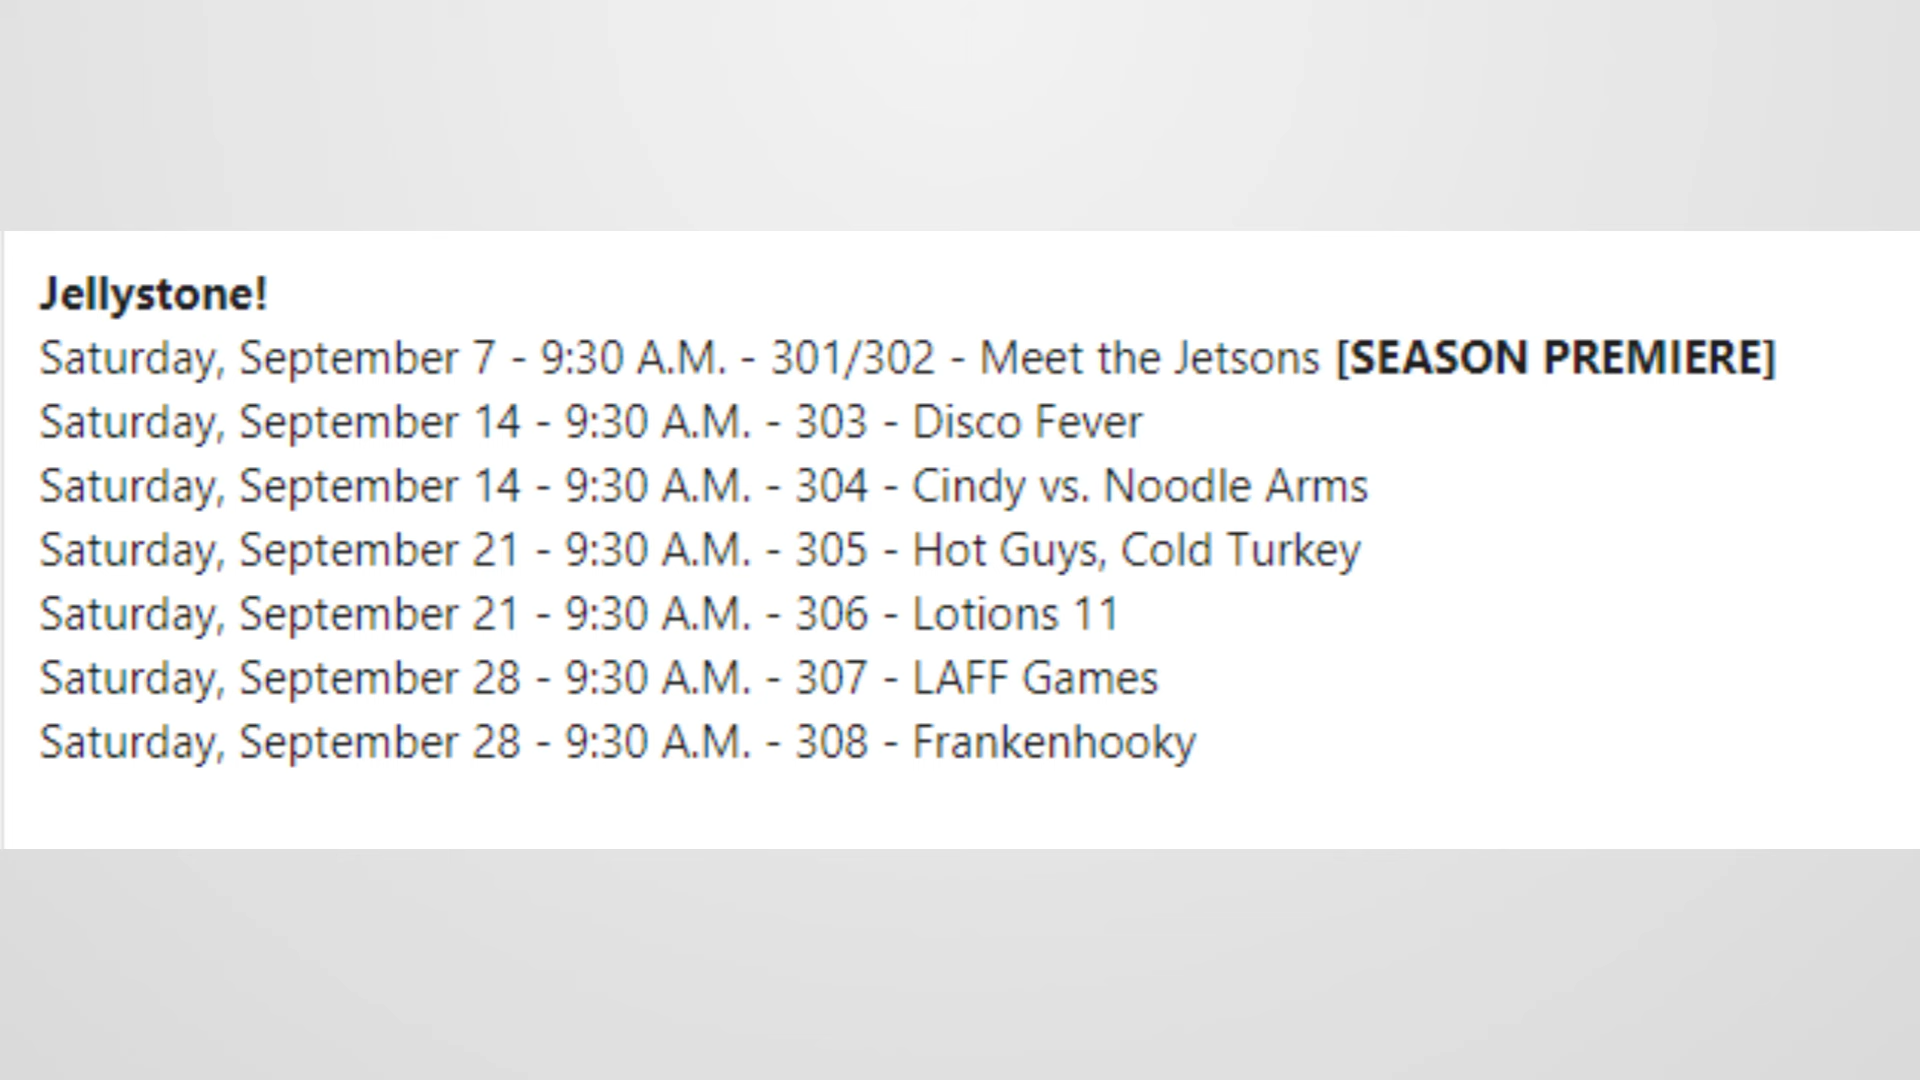 Jellystone!
Saturday, September 7 - 9:30 A.M. - 301/302 - Meet the Jetsons [SEASON PREMIERE]
Saturday, September 14 - 9:30 A.M. - 303 - Disco Fever
Saturday, September 14 - 9:30 A.M. - 304 - Cindy vs. Noodle Arms
Saturday, September 21 - 9:30 A.M. - 305 - Hot Guys, Cold Turkey
Saturday, September 21 - 9:30 A.M. - 306 - Lotions 11
Saturday, September 28 - 9:30 A.M. - 307 - LAFF Games
Saturday, September 28 - 9:30 A.M. - 308 - Frankenhooky